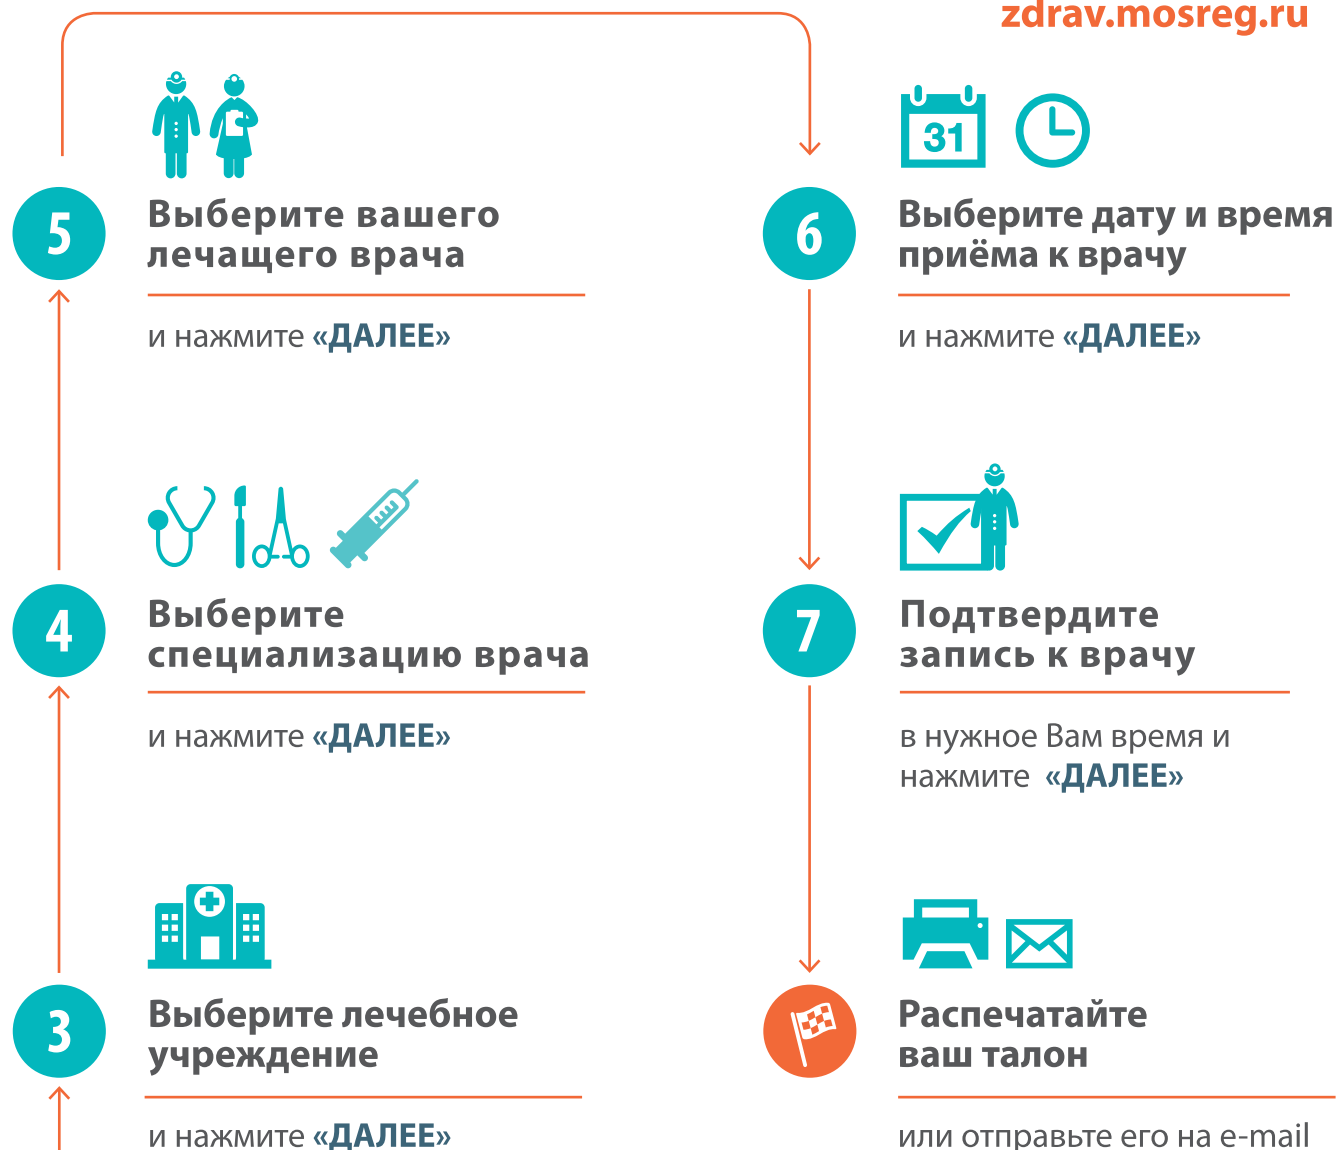 zdrav.mosreg.ru
5
Выберите вашего
лечащего врача
и нажмите «ДАЛЕЕ»
4
Выберите
специализацию врача
и нажмите «ДАЛЕЕ»
3
Выберите лечебное
учреждение
и нажмите «ДАЛЕЕ»
31
6
Выберите дату и время
приёма к врачу
и нажмите «ДАЛЕЕ»
7
Подтвердите
запись к врачу
в нужное Вам время и
нажмите «ДАЛЕЕ»
Распечатайте
ваш талон
или отправьте его на e-mail